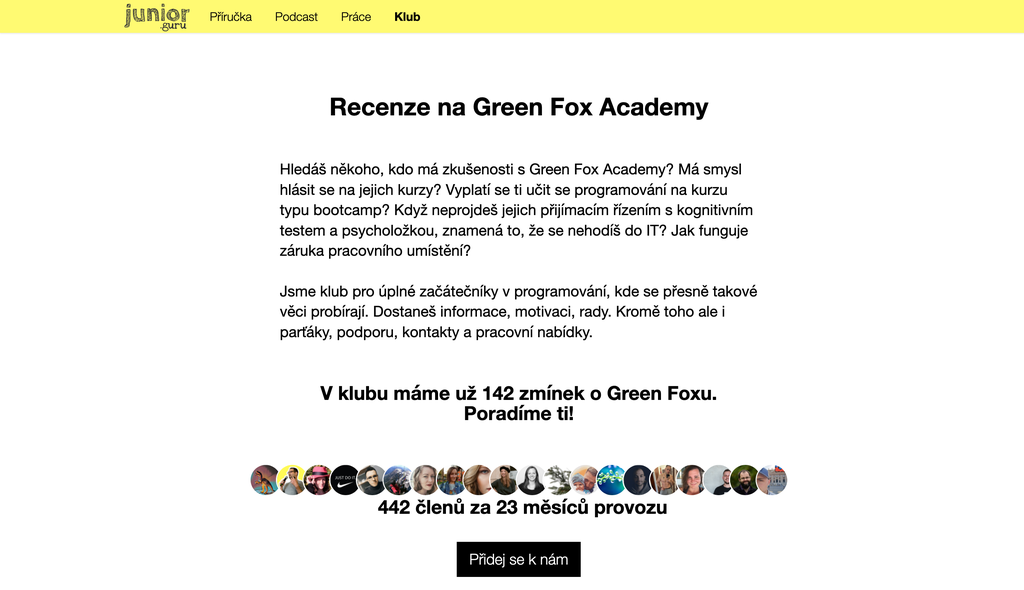 junior
.guru
Příručka Podcast Práce Klub
Recenze na Green Fox Academy
Hledáš někoho, kdo má zkušenosti s Green Fox Academy? Má smysl
hlásit se na jejich kurzy? Vyplatí se ti učit se programování na kurzu
typu bootcamp? Když neprojdeš jejich přijímacím řízením s kognitivním
testem a psycholožkou, znamená to, že se nehodíš do IT? Jak funguje
záruka pracovního umístění?
Jsme klub pro úplné začátečníky v programování, kde se přesně takové
věci probírají. Dostaneš informace, motivaci, rady. Kromě toho ale i
parťáky, podporu, kontakty a pracovní nabídky.
V klubu máme už 142 zmínek o Green Foxu.
Poradíme ti!
JUST DO IT
442 členů za 23 měsíců provozu
Přidej se k nám